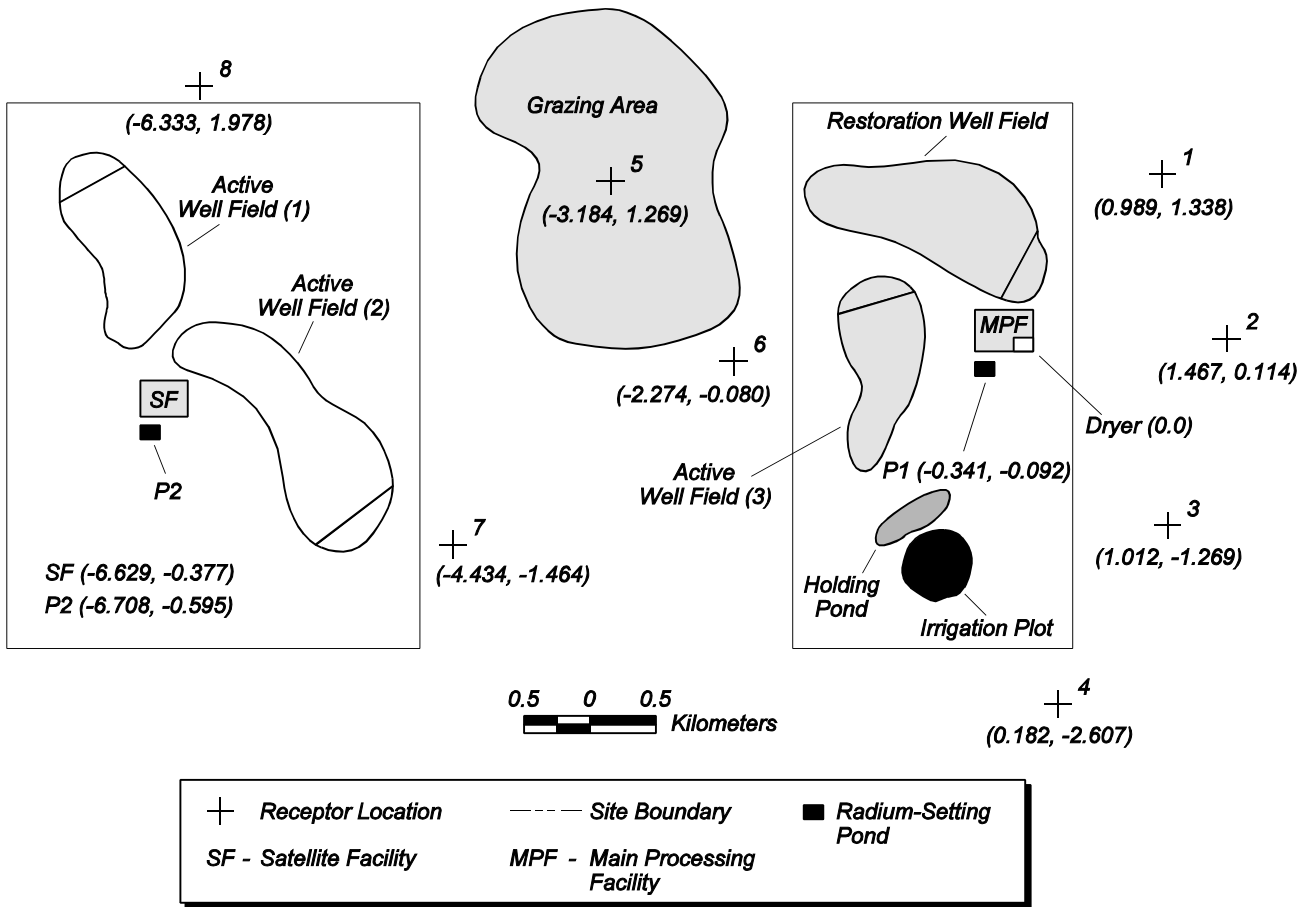 8
(-6.333, 1.978)
Grazing Area
5
(-3.184, 1.269)
Restoration Well Field
1
(0.989, 1.338)
Active
Well Field (1)
Active
Well Field (2)
MPF
2
(1.467, 0.114)
6
(-2.274, -0.080)
SF
P2
Dryer (0.0)
P1 (-0.341, -0.092)
Active
Well Field (3)
7
(-4.434, -1.464)
3
(1.012, -1.269)
SF (-6.629, -0.377)
P2 (-6.708, -0.595)
Holding
Pond
Irrigation Plot
0.5 0 0.5
Kilometers
4
(0.182, -2.607)
Receptor Location
Site Boundary
Radium-Setting
Pond
SF - Satellite Facility
MPF - Main Processing
Facility